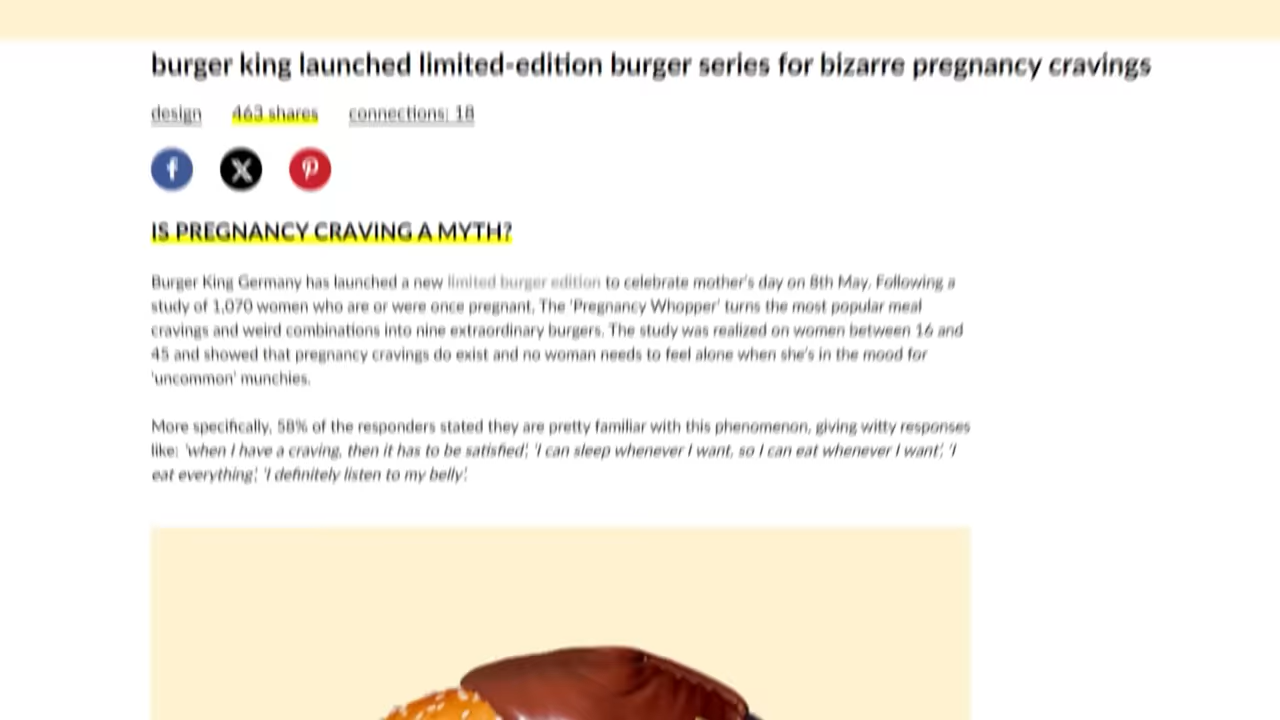 burger king launched limited-edition burger series for bizarre pregnancy cravings
design 463 shares connections: 18
IS PREGNANCY CRAVING A MYTH?
Burger King Germany has launched a new limited burger edition to celebrate mother's day on 8th May. Following a
study of 1,070 women who are or were once pregnant, The 'Pregnancy Whopper' turns the most popular meal
cravings and weird combinations into nine extraordinary burgers. The study was realized on women between 16 and
45 and showed that pregnancy cravings do exist and no woman needs to feel alone when she's in the mood for
'uncommon' munchies.
More specifically, 58% of the responders stated they are pretty familiar with this phenomenon, giving witty responses
like: 'when I have a craving, then it has to be satisfied', 'I can sleep whenever I want, so I can eat whenever I want', 'I
eat everything', 'I definitely listen to my belly'.